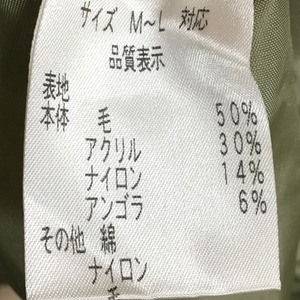 サイズ M〜L 対応
品質表示
表地
本体 毛 50%
アクリル 30%
ナイロン 14%
アンゴラ 6%
その他 綿
ナイロン
毛